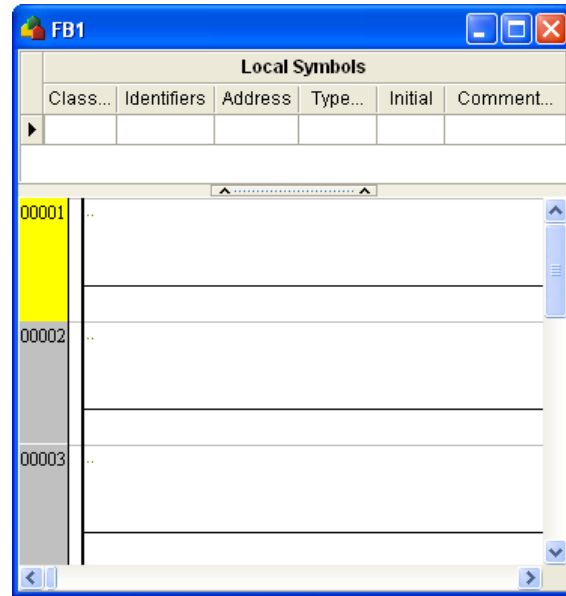 FB1
Local Symbols
Class... Identifiers Address Type... Initial Comment...
00001
..
00002
..
00003
..